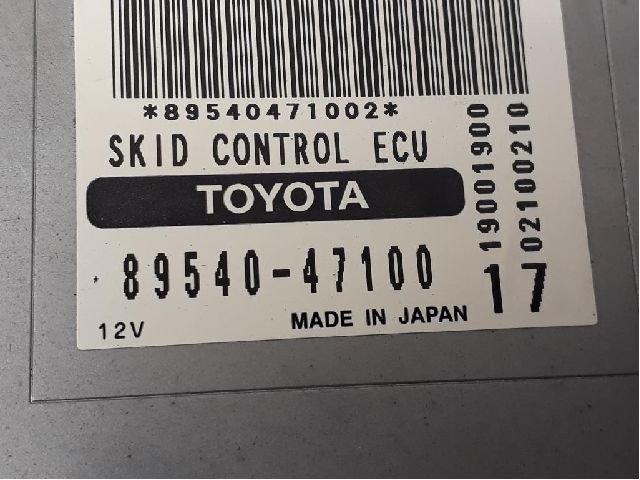 *89540471002*
SKID CONTROL ECU
TOYOTA
89540-47100
12V
MADE IN JAPAN
19001900
02100210
17